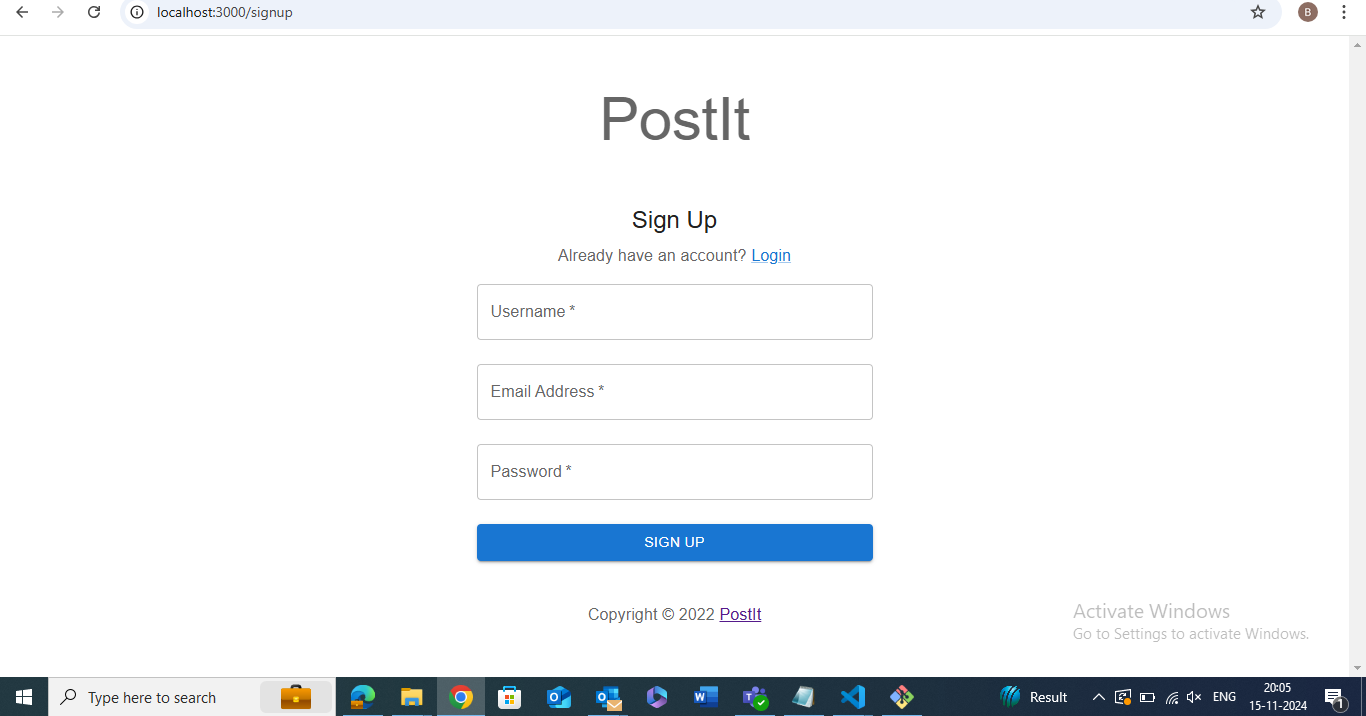 localhost:3000/signup
B
PostIt
Sign Up
Already have an account? Login
Username *
Email Address *
Password *
SIGN UP
Copyright © 2022 PostIt
Activate Windows
Go to Settings to activate Windows.
Type here to search
Result
ENG
20:05
15-11-2024
1